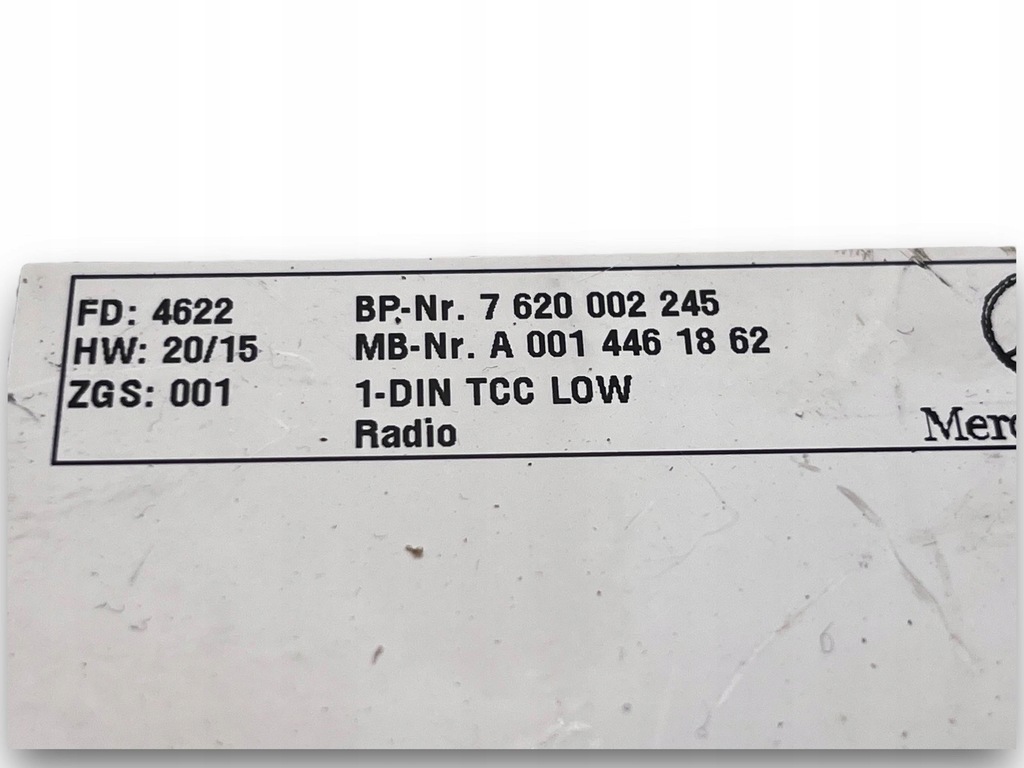 FD: 4622 BP.-Nr. 7 620 002 245
HW: 20/15 MB-Nr. A 001 446 18 62
ZGS: 001 1-DIN TCC LOW
Radio